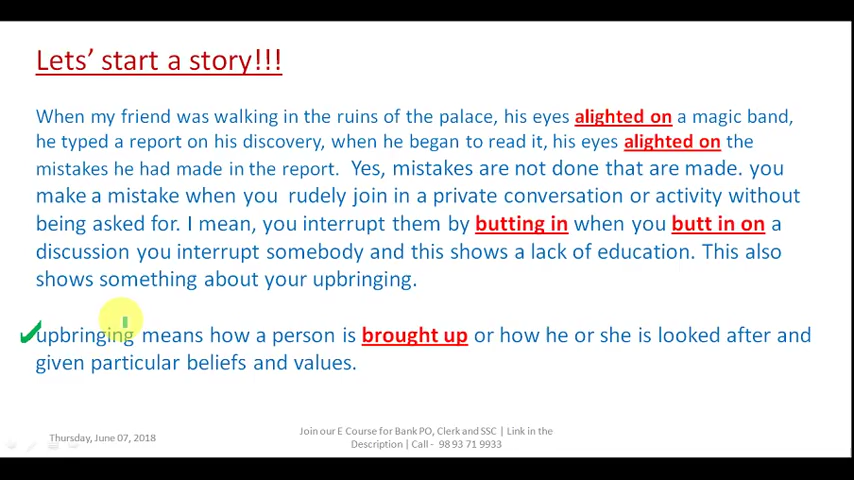 Lets’ start a story!!!
When my friend was walking in the ruins of the palace, his eyes alighted on a magic band,
he typed a report on his discovery, when he began to read it, his eyes alighted on the
mistakes he had made in the report. Yes, mistakes are not done that are made. you
make a mistake when you rudely join in a private conversation or activity without
being asked for. I mean, you interrupt them by butting in when you butt in on a
discussion you interrupt somebody and this shows a lack of education. This also
shows something about your upbringing.
upbringing means how a person is brought up or how he or she is looked after and
given particular beliefs and values.
Thursday, June 07, 2018
Join our E Course for Bank PO, Clerk and SSC | Link in the
Description | Call - 98 93 71 9933